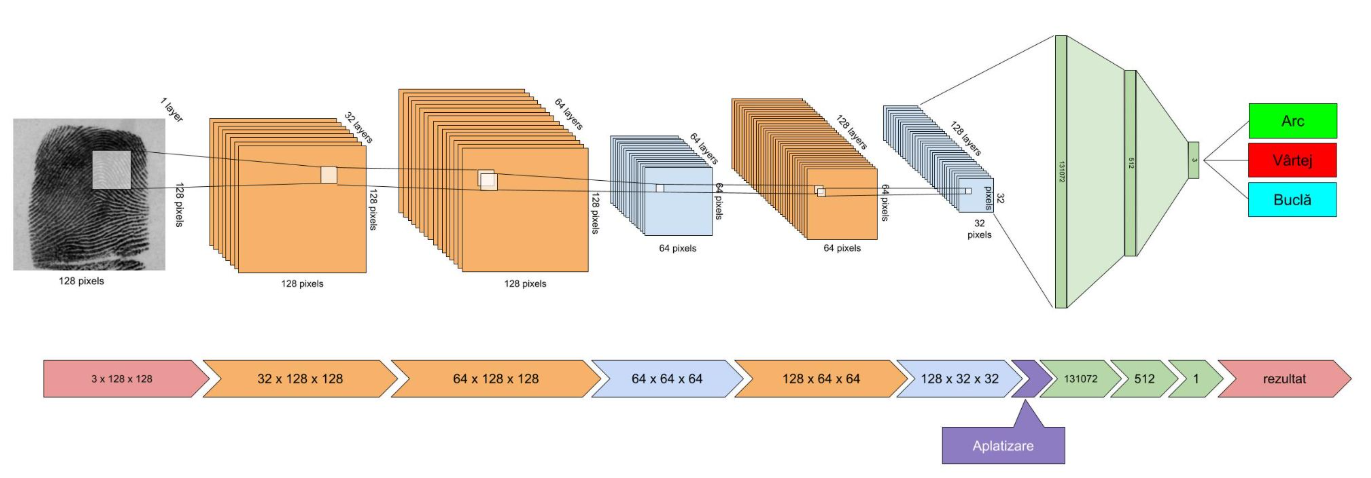 1 layer
128 pixels
128 pixels
32 layers
128 pixels
128 pixels
64 layers
128 pixels
128 pixels
64 layers
64 pixels
64 pixels
128 layers
64 pixels
64 pixels
128 layers
32
pixels
32
pixels
131072
512
3
Arc
Vârtej
Buclă
3 x 128 x 128
32 x 128 x 128
64 x 128 x 128
64 x 64 x 64
128 x 64 x 64
128 x 32 x 32
131072
512
1
rezultat
Aplatizare